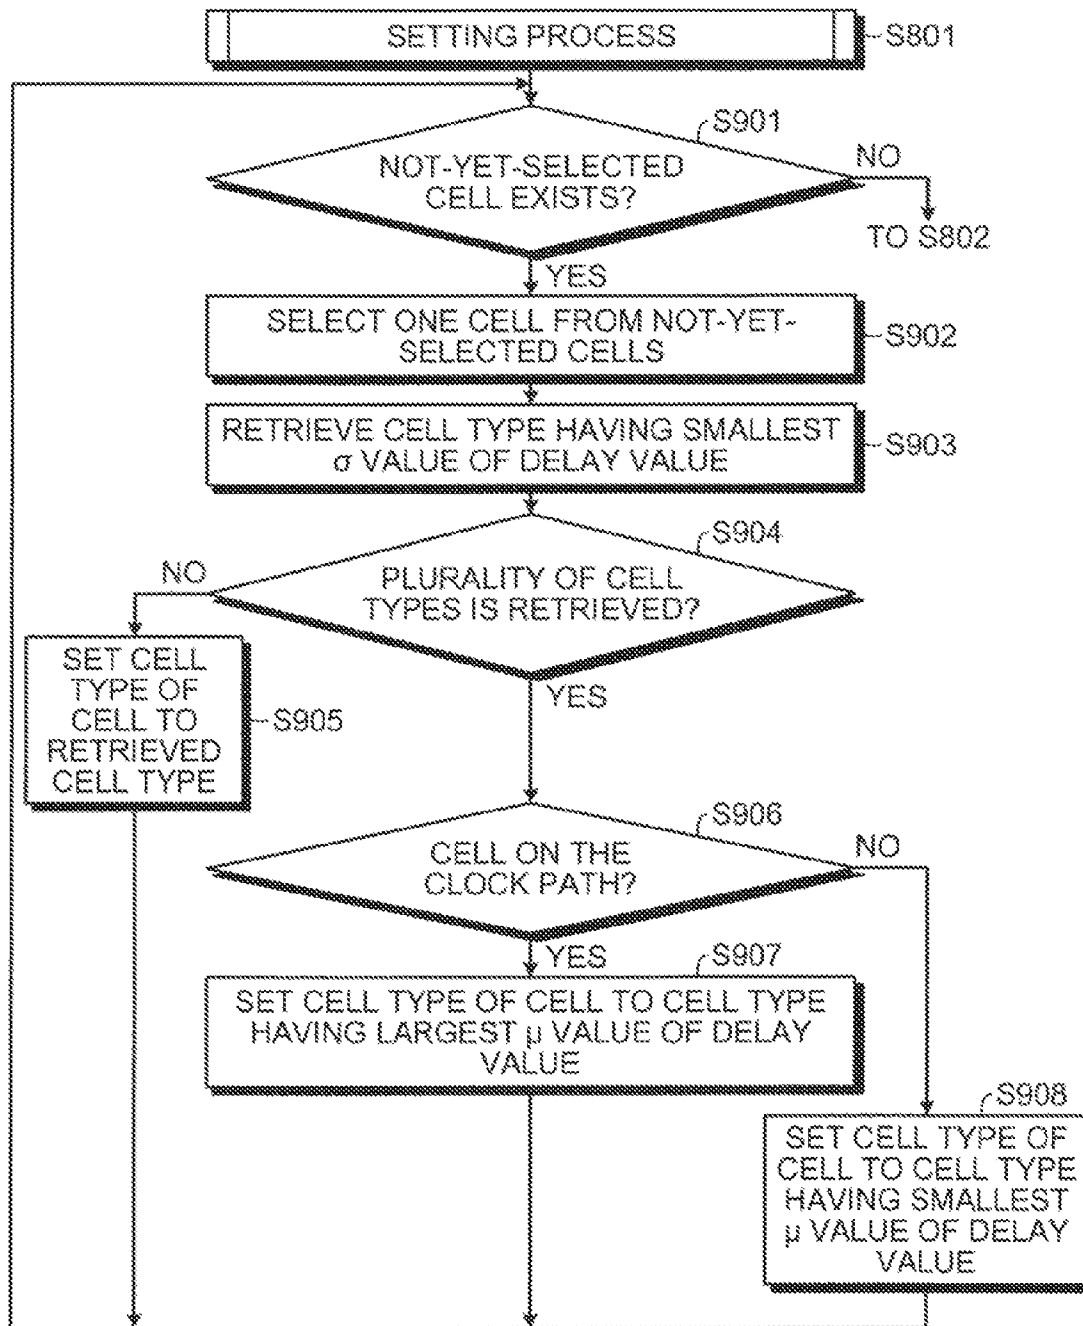 SETTING PROCESS
S801
S901
NOT-YET-SELECTED
CELL EXISTS?
NO
TO S802
YES
SELECT ONE CELL FROM NOT-YET-
SELECTED CELLS
S902
RETRIEVE CELL TYPE HAVING SMALLEST
σ VALUE OF DELAY VALUE
S903
S904
PLURALITY OF CELL
TYPES IS RETRIEVED?
NO
YES
SET CELL
TYPE OF
CELL TO
RETRIEVED
CELL TYPE
S905
S906
CELL ON THE
CLOCK PATH?
NO
YES
S907
SET CELL TYPE OF CELL TO CELL TYPE
HAVING LARGEST μ VALUE OF DELAY
VALUE
S908
SET CELL TYPE OF
CELL TO CELL TYPE
HAVING SMALLEST
μ VALUE OF DELAY
VALUE